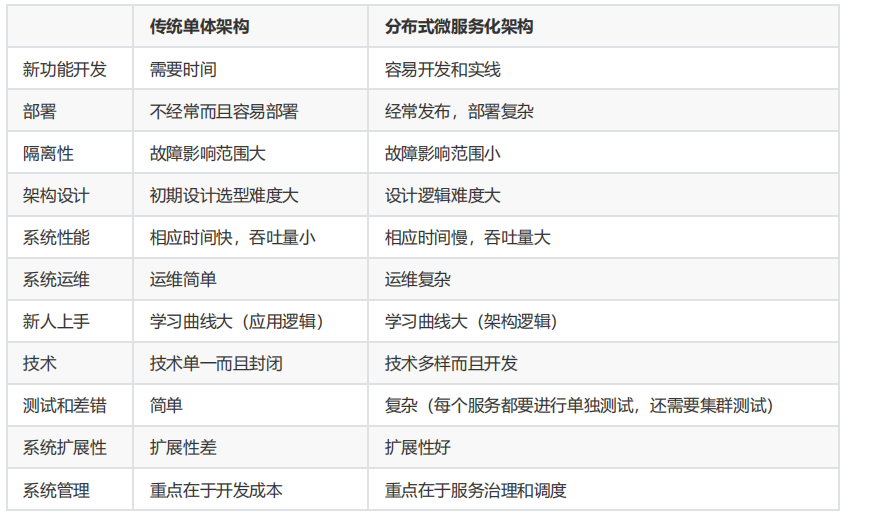 传统单体架构 分布式微服务化架构
新功能开发 需要时间 容易开发和实线
部署 不经常而且容易部署 经常发布，部署复杂
隔离性 故障影响范围大 故障影响范围小
架构设计 初期设计选型难度大 设计逻辑难度大
系统性能 相应时间快，吞吐量小 相应时间慢，吞吐量大
系统运维 运维简单 运维复杂
新人上手 学习曲线大（应用逻辑） 学习曲线大（架构逻辑）
技术 技术单一而且封闭 技术多样而且开发
测试和差错 简单 复杂（每个服务都要进行单独测试，还需要集群测试）
系统扩展性 扩展性差 扩展性好
系统管理 重点在于开发成本 重点在于服务治理和调度